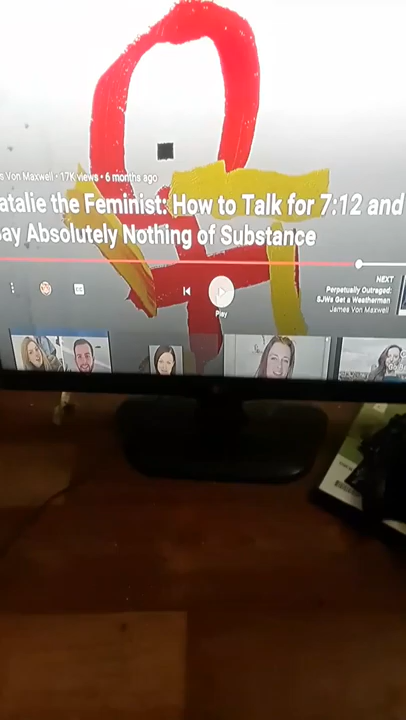 s Von Maxwell • 17K views • 6 months ago
atalie the Feminist: How to Talk for 7:12 and
ay Absolutely Nothing of Substance
NEXT
Perpetually Outraged:
SJWs Get a Weatherman
James Von Maxwell
Play